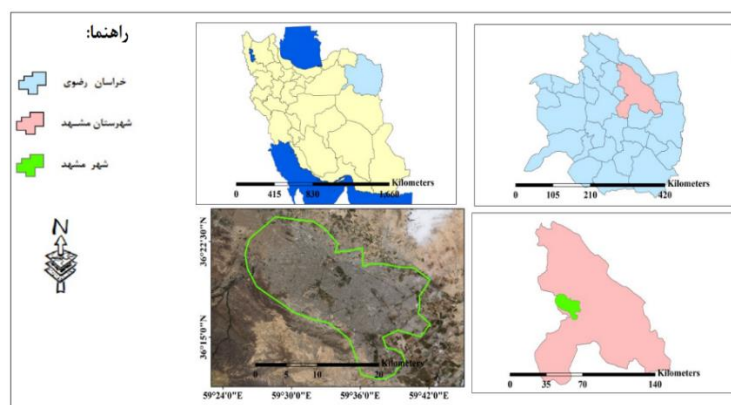 راهنما:
خراسان رضوی
شهرستان مشهد
شهر مشهد
N
Kilometers
0 415 830 1,660
Kilometers
0 105 210 420
36°22'30"N
36°15'0"N
Kilometers
0 5 10 20
59°24'0"E 59°30'0"E 59°36'0"E 59°42'0"E
Kilometers
0 35 70 140